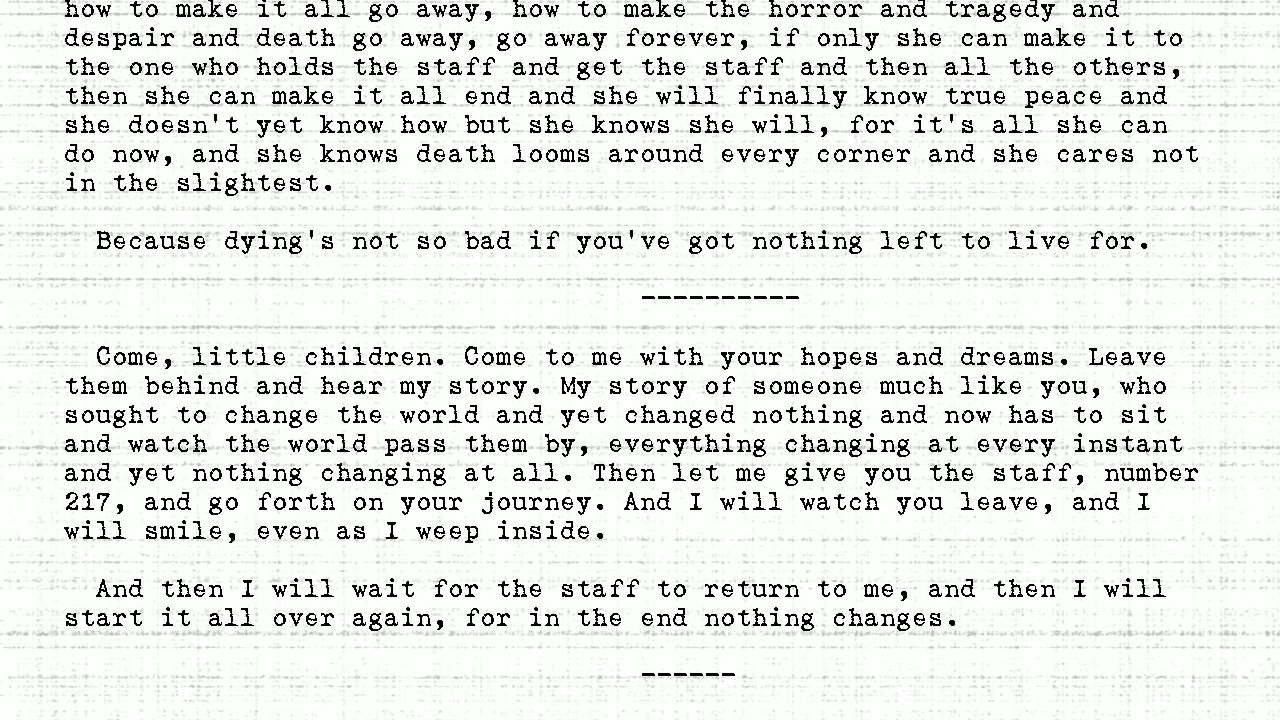 how to make it all go away, how to make the horror and tragedy and
despair and death go away, go away forever, if only she can make it to
the one who holds the staff and get the staff and then all the others,
then she can make it all end and she will finally know true peace and
she doesn't yet know how but she knows she will, for it's all she can
do now, and she knows death looms around every corner and she cares not
in the slightest.
Because dying's not so bad if you've got nothing left to live for.
----------
Come, little children. Come to me with your hopes and dreams. Leave
them behind and hear my story. My story of someone much like you, who
sought to change the world and yet changed nothing and now has to sit
and watch the world pass them by, everything changing at every instant
and yet nothing changing at all. Then let me give you the staff, number
217, and go forth on your journey. And I will watch you leave, and I
will smile, even as I weep inside.
And then I will wait for the staff to return to me, and then I will
start it all over again, for in the end nothing changes.
------